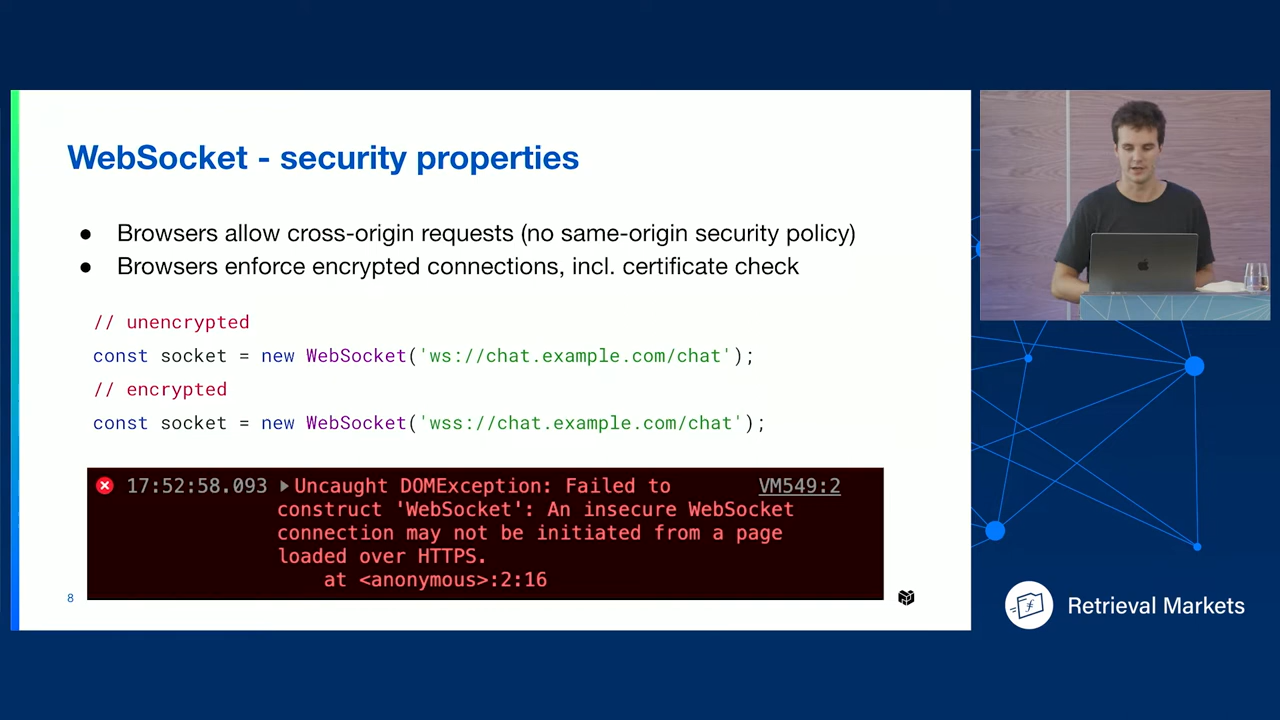 WebSocket - security properties
● Browsers allow cross-origin requests (no same-origin security policy)
● Browsers enforce encrypted connections, incl. certificate check
// unencrypted
const socket = new WebSocket('ws://chat.example.com/chat');
// encrypted
const socket = new WebSocket('wss://chat.example.com/chat');
17:52:58.093 ▸Uncaught DOMException: Failed to VM549:2
construct 'WebSocket': An insecure WebSocket
connection may not be initiated from a page
loaded over HTTPS.
at <anonymous>:2:16
8
Retrieval Markets